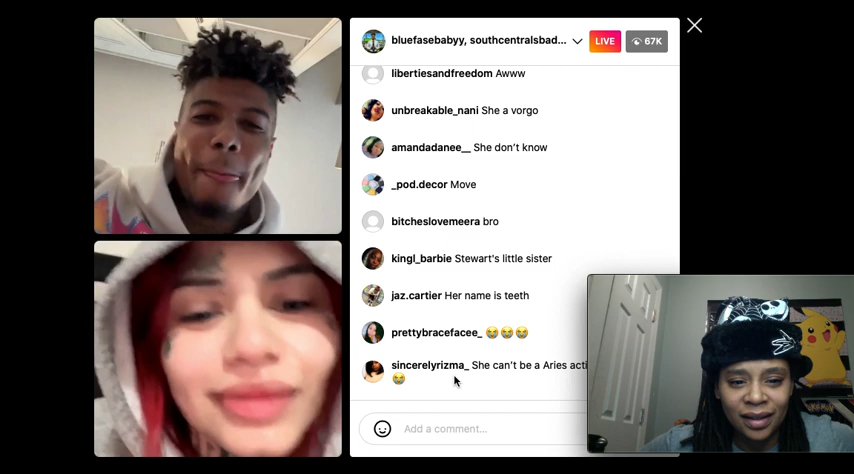 bluefasebabyy, southcentralsbad... LIVE 67K
libertiesandfreedom Awww
unbreakable_nani She a vorgo
amandadanee__ She don’t know
_pod.decor Move
bitcheslovemeera bro
kingl_barbie Stewart's little sister
jaz.cartier Her name is teeth
prettybracefacee_ 😂😂😂
sincerelyrizma_ She can’t be a Aries acti
😂
Add a comment...